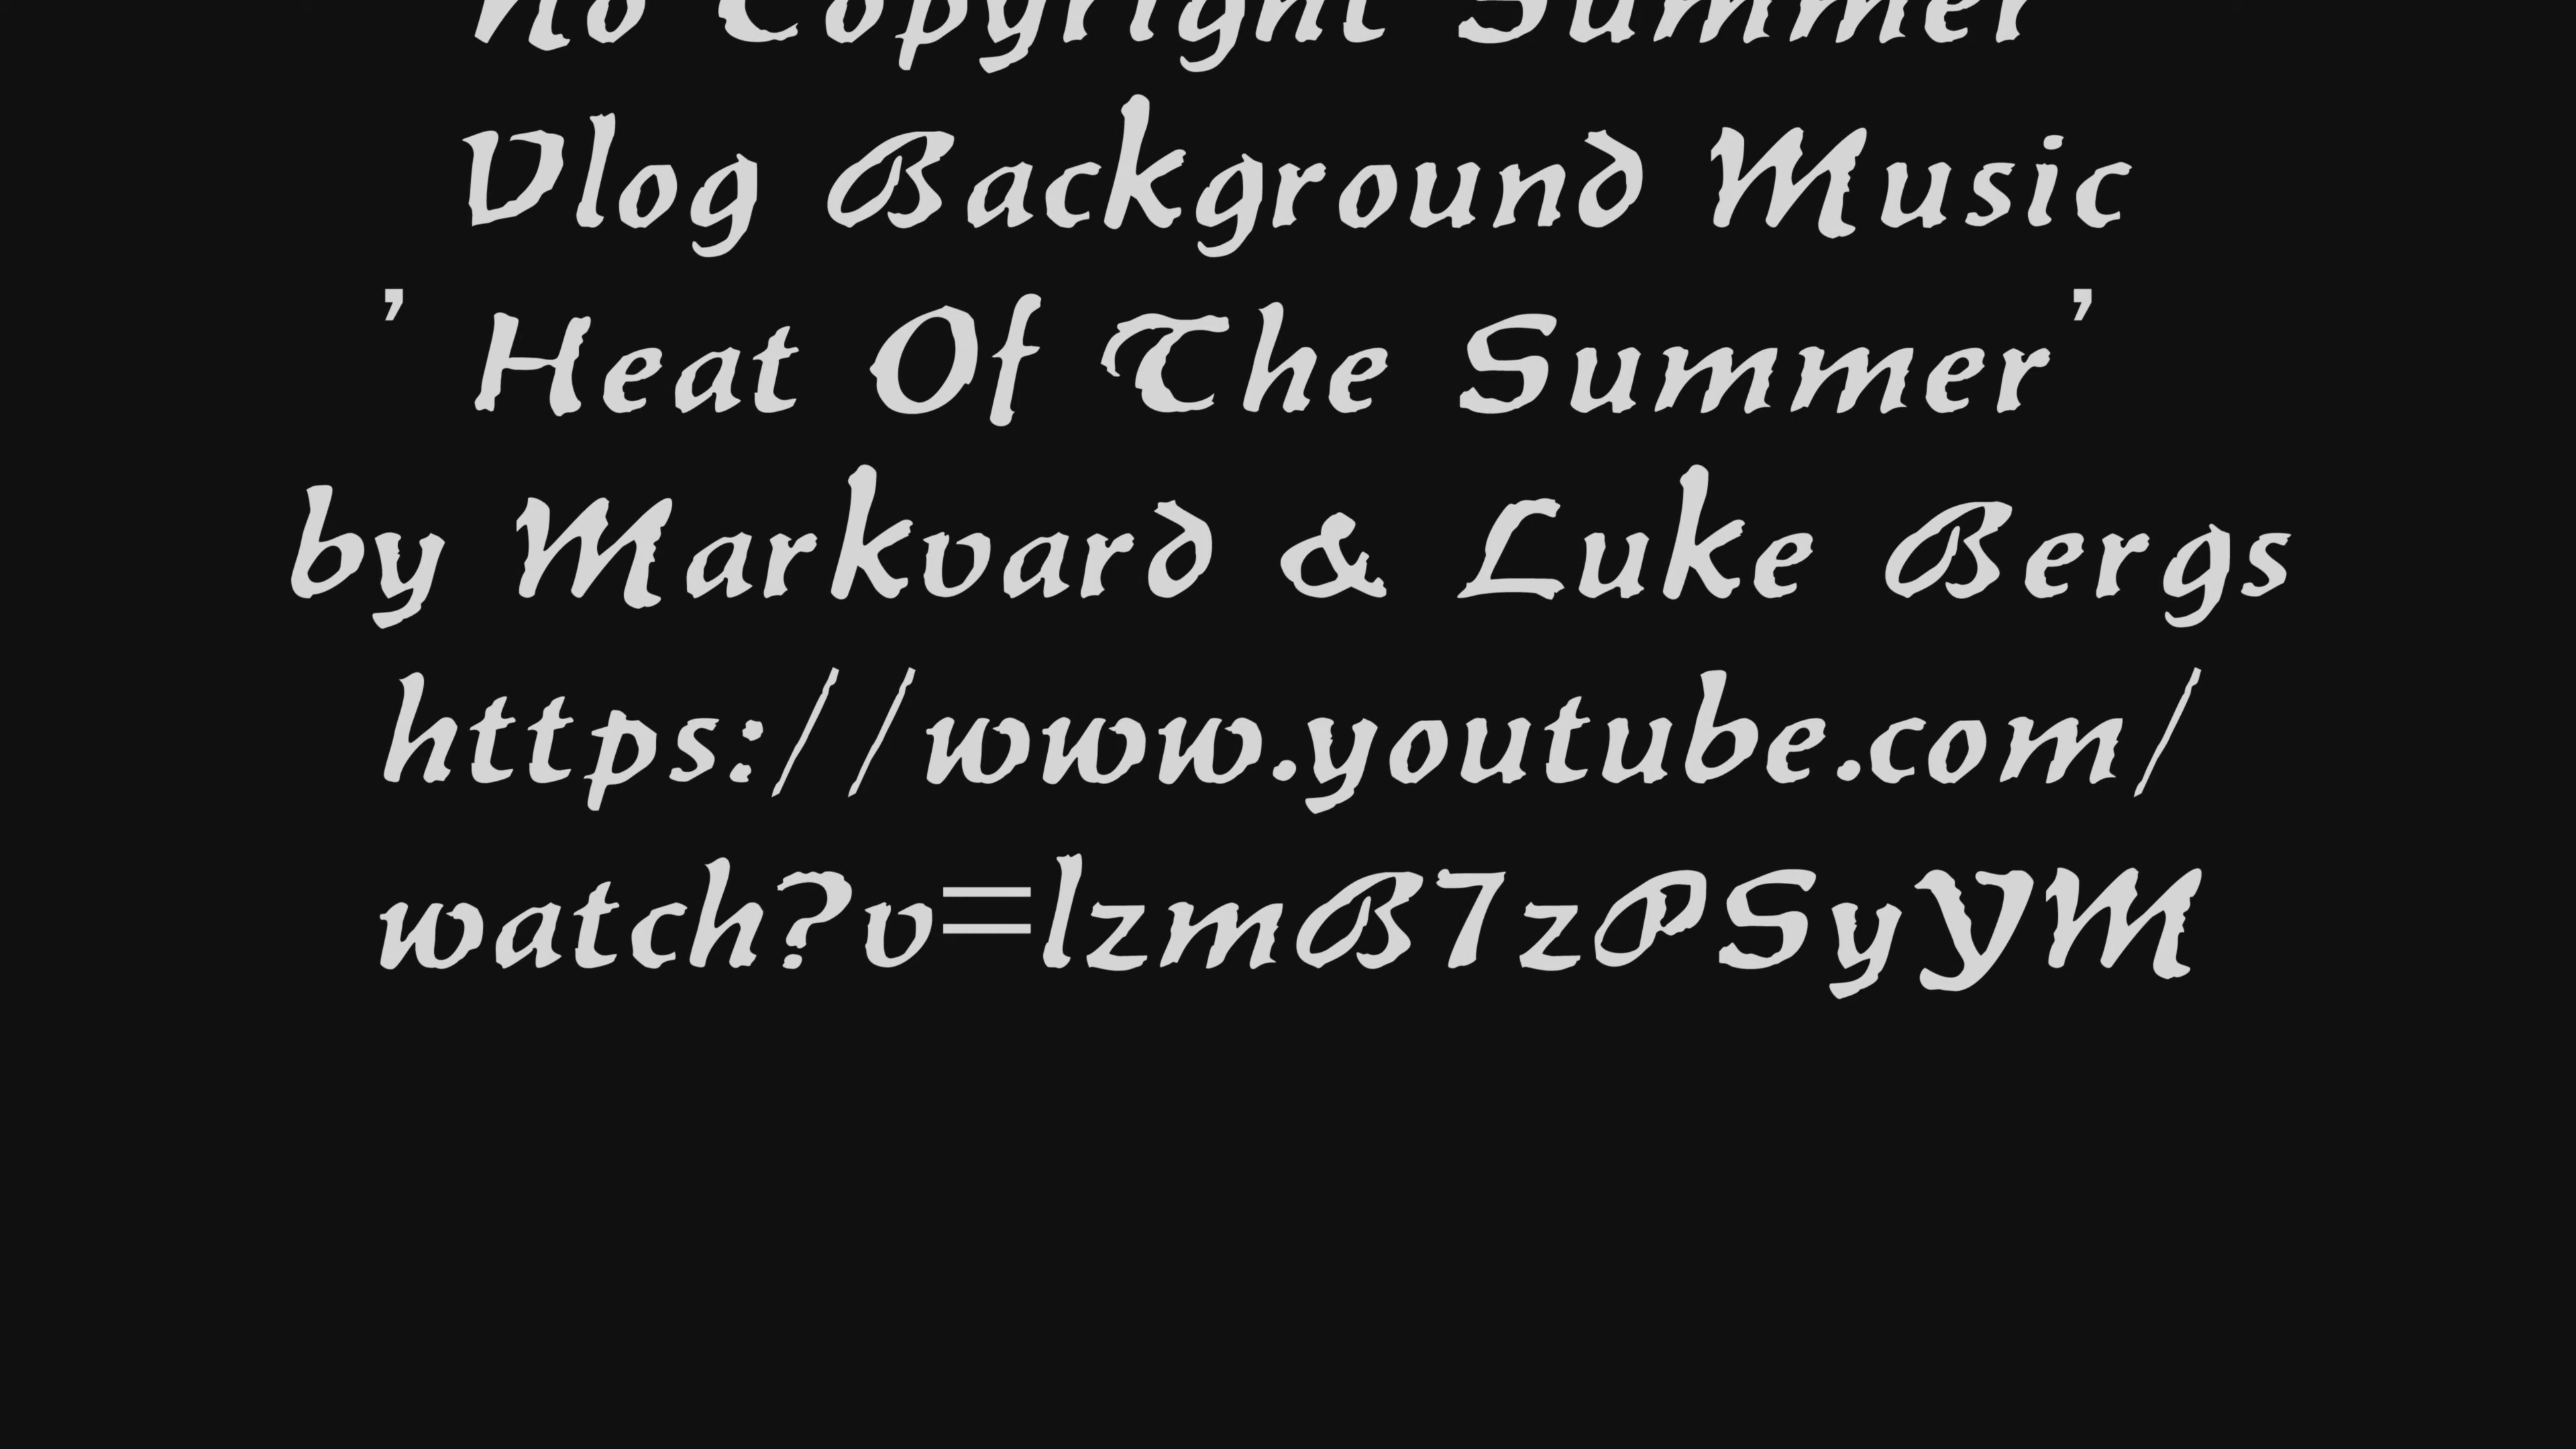 No Copyright Summer
Vlog Background Music
’ Heat Of The Summer’
by Markvard & Luke Bergs
https://www.youtube.com/
watch?v=lzmB7zPSyYM